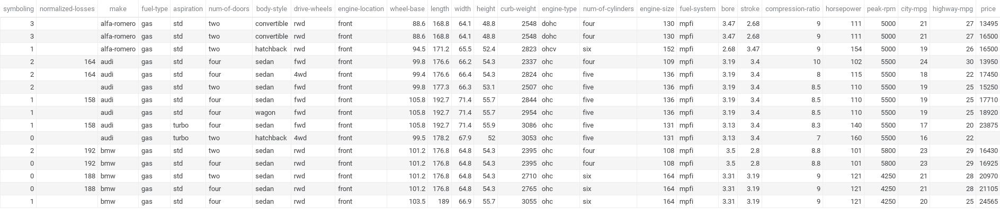 symboling normalized-losses make fuel-type aspiration num-of-doors body-style drive-wheels engine-location wheel-base length width height curb-weight engine-type num-of-cylinders engine-size fuel-system bore stroke compression-ratio horsepower peak-rpm city-mpg highway-mpg price
3 alfa-romero gas std two convertible rwd front 88.6 168.8 64.1 48.8 2548 dohc four 130 mpfi 3.47 2.68 9 111 5000 21 27 13495
3 alfa-romero gas std two convertible rwd front 88.6 168.8 64.1 48.8 2548 dohc four 130 mpfi 3.47 2.68 9 111 5000 21 27 16500
1 alfa-romero gas std two hatchback rwd front 94.5 171.2 65.5 52.4 2823 ohcv six 152 mpfi 2.68 3.47 9 154 5000 19 26 16500
2 164 audi gas std four sedan fwd front 99.8 176.6 66.2 54.3 2337 ohc four 109 mpfi 3.19 3.4 10 102 5500 24 30 13950
2 164 audi gas std four sedan 4wd front 99.4 176.6 66.4 54.3 2824 ohc five 136 mpfi 3.19 3.4 8 115 5500 18 22 17450
2 audi gas std two sedan fwd front 99.8 177.3 66.3 53.1 2507 ohc five 136 mpfi 3.19 3.4 8.5 110 5500 19 25 15250
1 158 audi gas std four sedan fwd front 105.8 192.7 71.4 55.7 2844 ohc five 136 mpfi 3.19 3.4 8.5 110 5500 19 25 17710
1 audi gas std four wagon fwd front 105.8 192.7 71.4 55.7 2954 ohc five 136 mpfi 3.19 3.4 8.5 110 5500 19 25 18920
1 158 audi gas turbo four sedan fwd front 105.8 192.7 71.4 55.9 3086 ohc five 131 mpfi 3.13 3.4 8.3 140 5500 17 20 23875
0 audi gas turbo two hatchback 4wd front 99.5 178.2 67.9 52 3053 ohc five 131 mpfi 3.13 3.4 7 160 5500 16 22
2 192 bmw gas std two sedan rwd front 101.2 176.8 64.8 54.3 2395 ohc four 108 mpfi 3.5 2.8 8.8 101 5800 23 29 16430
0 192 bmw gas std four sedan rwd front 101.2 176.8 64.8 54.3 2395 ohc four 108 mpfi 3.5 2.8 8.8 101 5800 23 29 16925
0 188 bmw gas std two sedan rwd front 101.2 176.8 64.8 54.3 2710 ohc six 164 mpfi 3.31 3.19 9 121 4250 21 28 20970
0 188 bmw gas std four sedan rwd front 101.2 176.8 64.8 54.3 2765 ohc six 164 mpfi 3.31 3.19 9 121 4250 21 28 21105
1 bmw gas std four sedan rwd front 103.5 189 66.9 55.7 3055 ohc six 164 mpfi 3.31 3.19 9 121 4250 20 25 24565